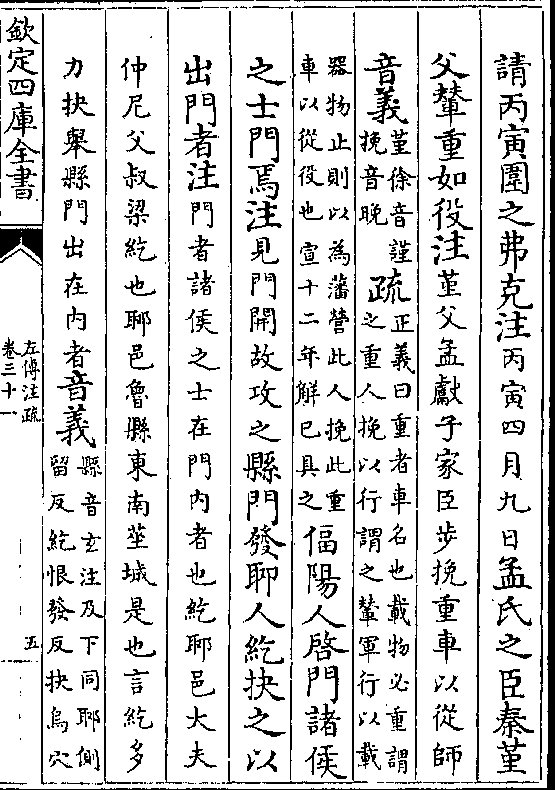 請丙寅圍之弗克注丙寅四月九日孟氏之臣秦堇
父輦重如役注堇父孟獻子家臣步挽重車以從師
音義堇徐音謹
挽音晚
疏正義曰重者車名也載物必重謂
之重人挽以行謂之輦軍行以載
器物止則以為藩營此人挽此重
車以從役也宣十二年解已具之
偪陽人啓門諸侯
之士門焉注見門開故攻之縣門發聊人紇抉之以
出門者注門者諸侯之士在門內者也紇聊邑大夫
仲尼父叔梁紇也聊邑魯縣東南莝城是也言紇多
力抉舉縣門出在內者音義縣音玄注及下同聊側
留反紇恨發反抉烏穴
欽定四庫全書
左傳注疏
卷三十一
五